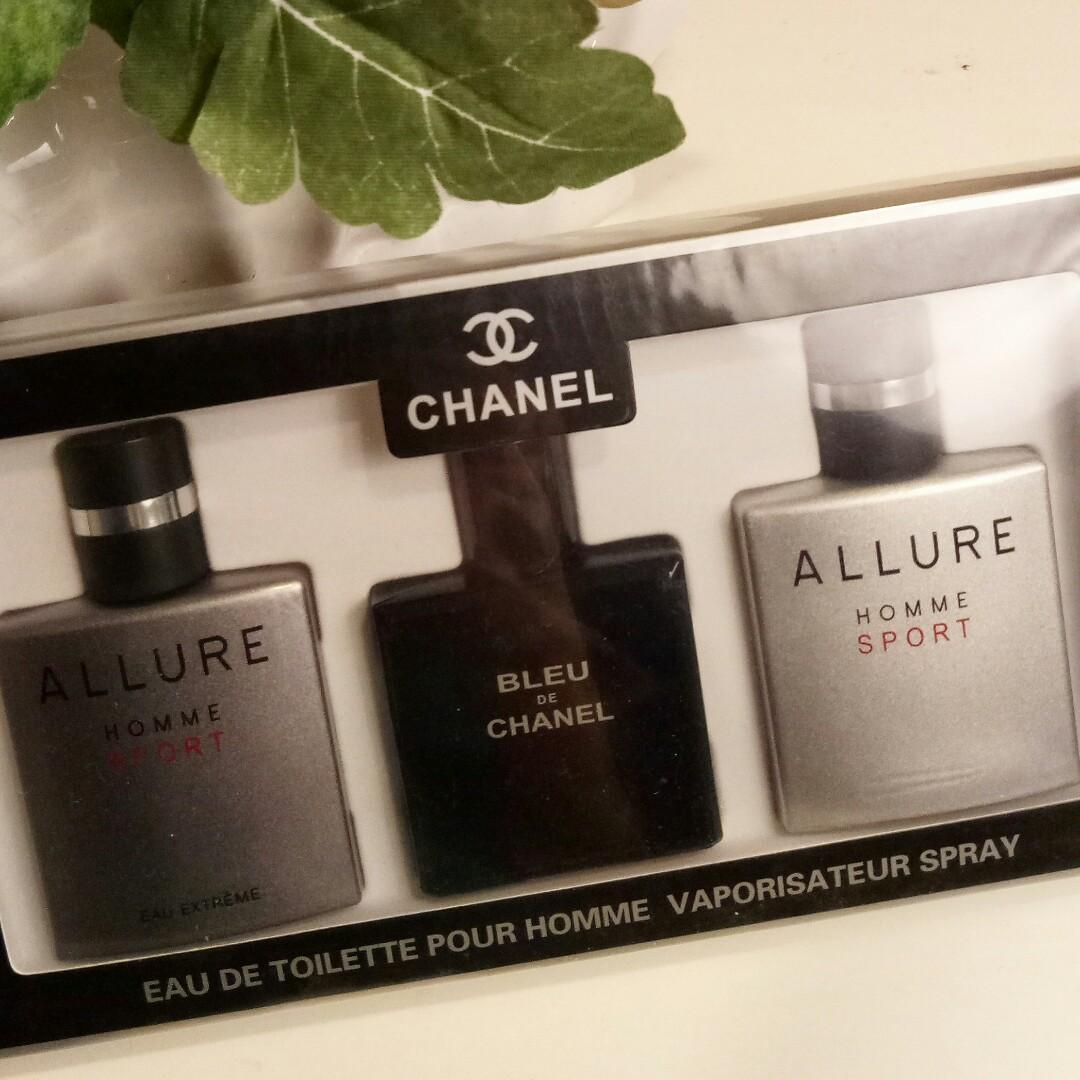 CHANEL
ALLURE
HOMME
SPORT
EAU EXTRÊME
BLEU
DE
CHANEL
ALLURE
HOMME
SPORT
EAU DE TOILETTE POUR HOMME VAPORISATEUR SPRAY